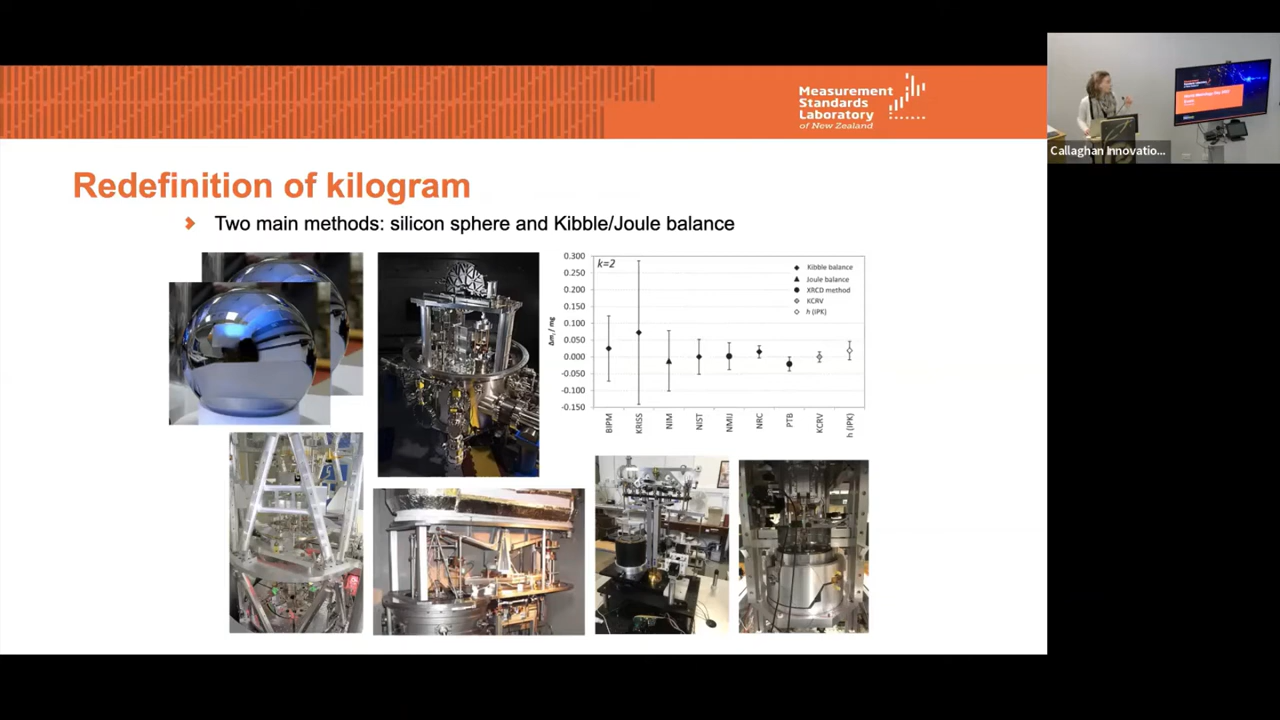 Measurement
Standards
Laboratory
of New Zealand
Callaghan Innovatio...
Redefinition of kilogram
Two main methods: silicon sphere and Kibble/Joule balance
k=2
0.300
0.250
0.200
0.150
0.100
0.050
0.000
-0.050
-0.100
-0.150
Δmᵢ / mg
Kibble balance
Joule balance
XRCD method
KCRV
h (IPK)
BIPM
KRISS
NIM
NIST
NMIJ
NRC
PTB
KCRV
h (IPK)